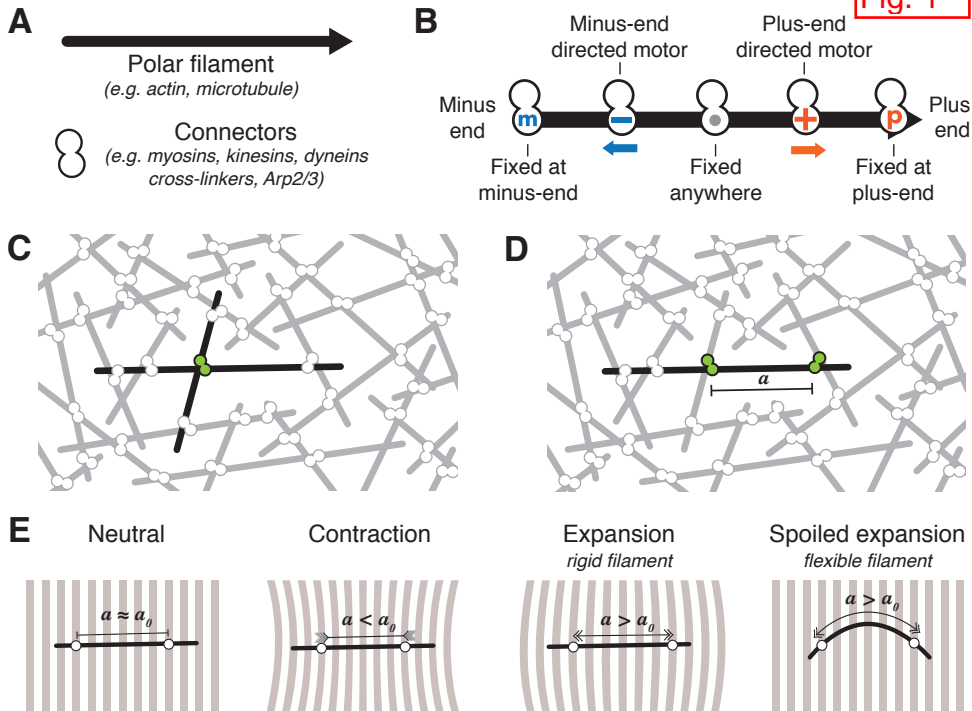 Fig. 1
A
Polar filament
(e.g. actin, microtubule)
Connectors
(e.g. myosins, kinesins, dyneins
cross-linkers, Arp2/3)
B
Minus-end
directed motor
Plus-end
directed motor
Minus
end
m
−
+
p
Plus
end
Fixed at
minus-end
Fixed
anywhere
Fixed at
plus-end
C
D
a
E
Neutral
Contraction
Expansion
rigid filament
Spoiled expansion
flexible filament
a ≈ a₀
a < a₀
a > a₀
a > a₀